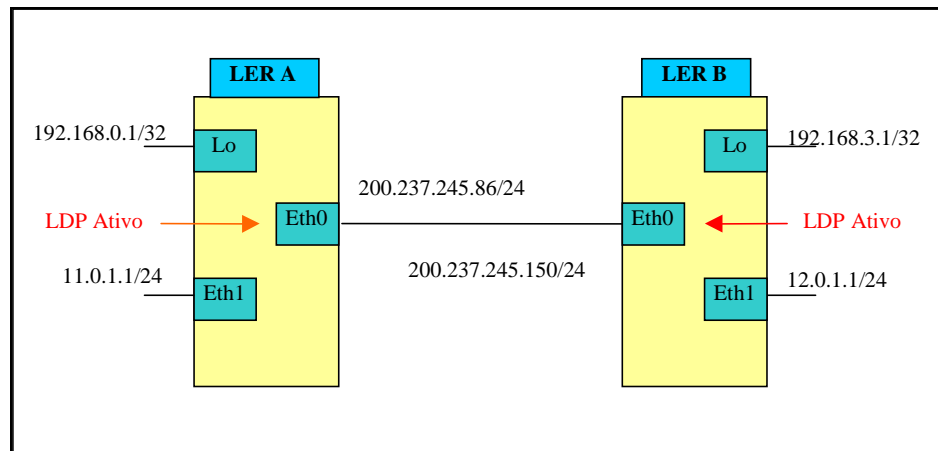 LER A
LER B
192.168.0.1/32
Lo
Lo
192.168.3.1/32
200.237.245.86/24
LDP Ativo
Eth0
Eth0
LDP Ativo
200.237.245.150/24
11.0.1.1/24
Eth1
Eth1
12.0.1.1/24